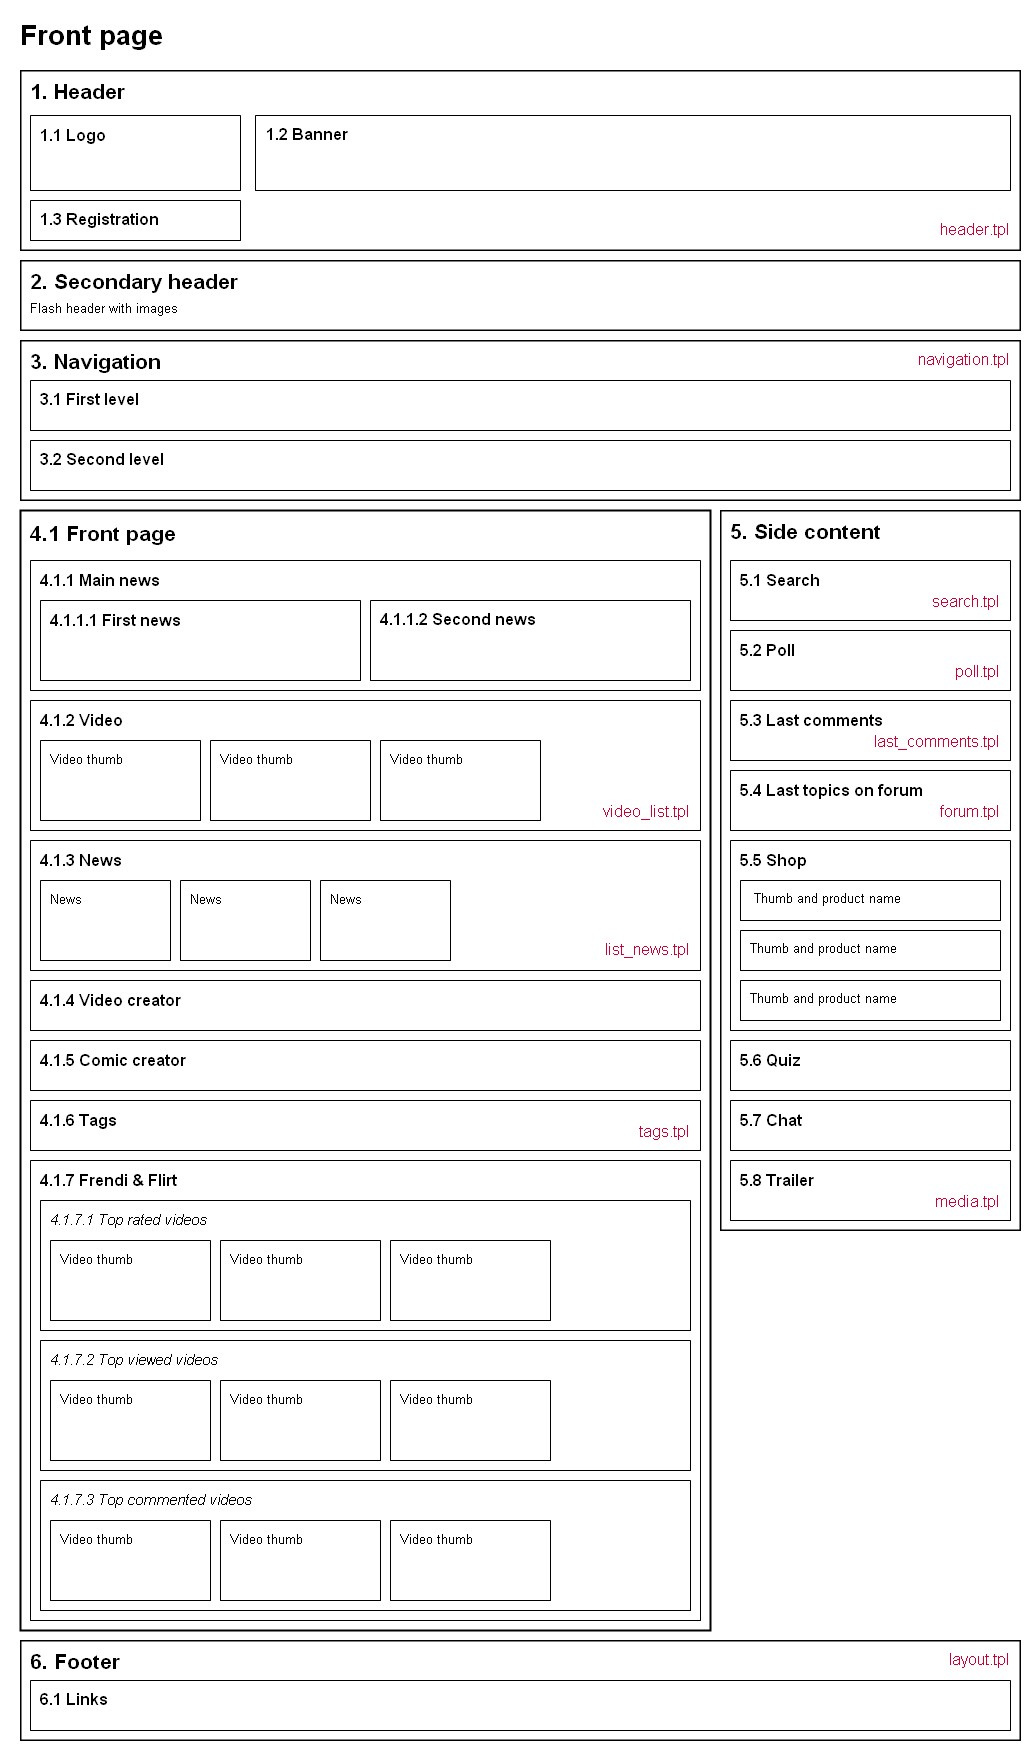 Front page
1. Header
1.1 Logo
1.2 Banner
1.3 Registration
header.tpl
2. Secondary header
Flash header with images
3. Navigation
navigation.tpl
3.1 First level
3.2 Second level
4.1 Front page
4.1.1 Main news
4.1.1.1 First news
4.1.1.2 Second news
4.1.2 Video
Video thumb
Video thumb
Video thumb
video_list.tpl
4.1.3 News
News
News
News
list_news.tpl
4.1.4 Video creator
4.1.5 Comic creator
4.1.6 Tags
tags.tpl
4.1.7 Frendi & Flirt
4.1.7.1 Top rated videos
Video thumb
Video thumb
Video thumb
4.1.7.2 Top viewed videos
Video thumb
Video thumb
Video thumb
4.1.7.3 Top commented videos
Video thumb
Video thumb
Video thumb
5. Side content
5.1 Search
search.tpl
5.2 Poll
poll.tpl
5.3 Last comments
last_comments.tpl
5.4 Last topics on forum
forum.tpl
5.5 Shop
Thumb and product name
Thumb and product name
Thumb and product name
5.6 Quiz
5.7 Chat
5.8 Trailer
media.tpl
6. Footer
layout.tpl
6.1 Links